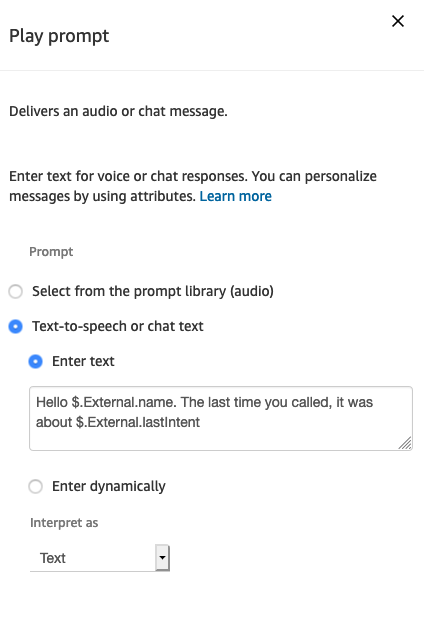 Play prompt
Delivers an audio or chat message.
Enter text for voice or chat responses. You can personalize
messages by using attributes. Learn more
Prompt
Select from the prompt library (audio)
Text-to-speech or chat text
Enter text
Hello $.External.name. The last time you called, it was
about $.External.lastIntent
Enter dynamically
Interpret as
Text